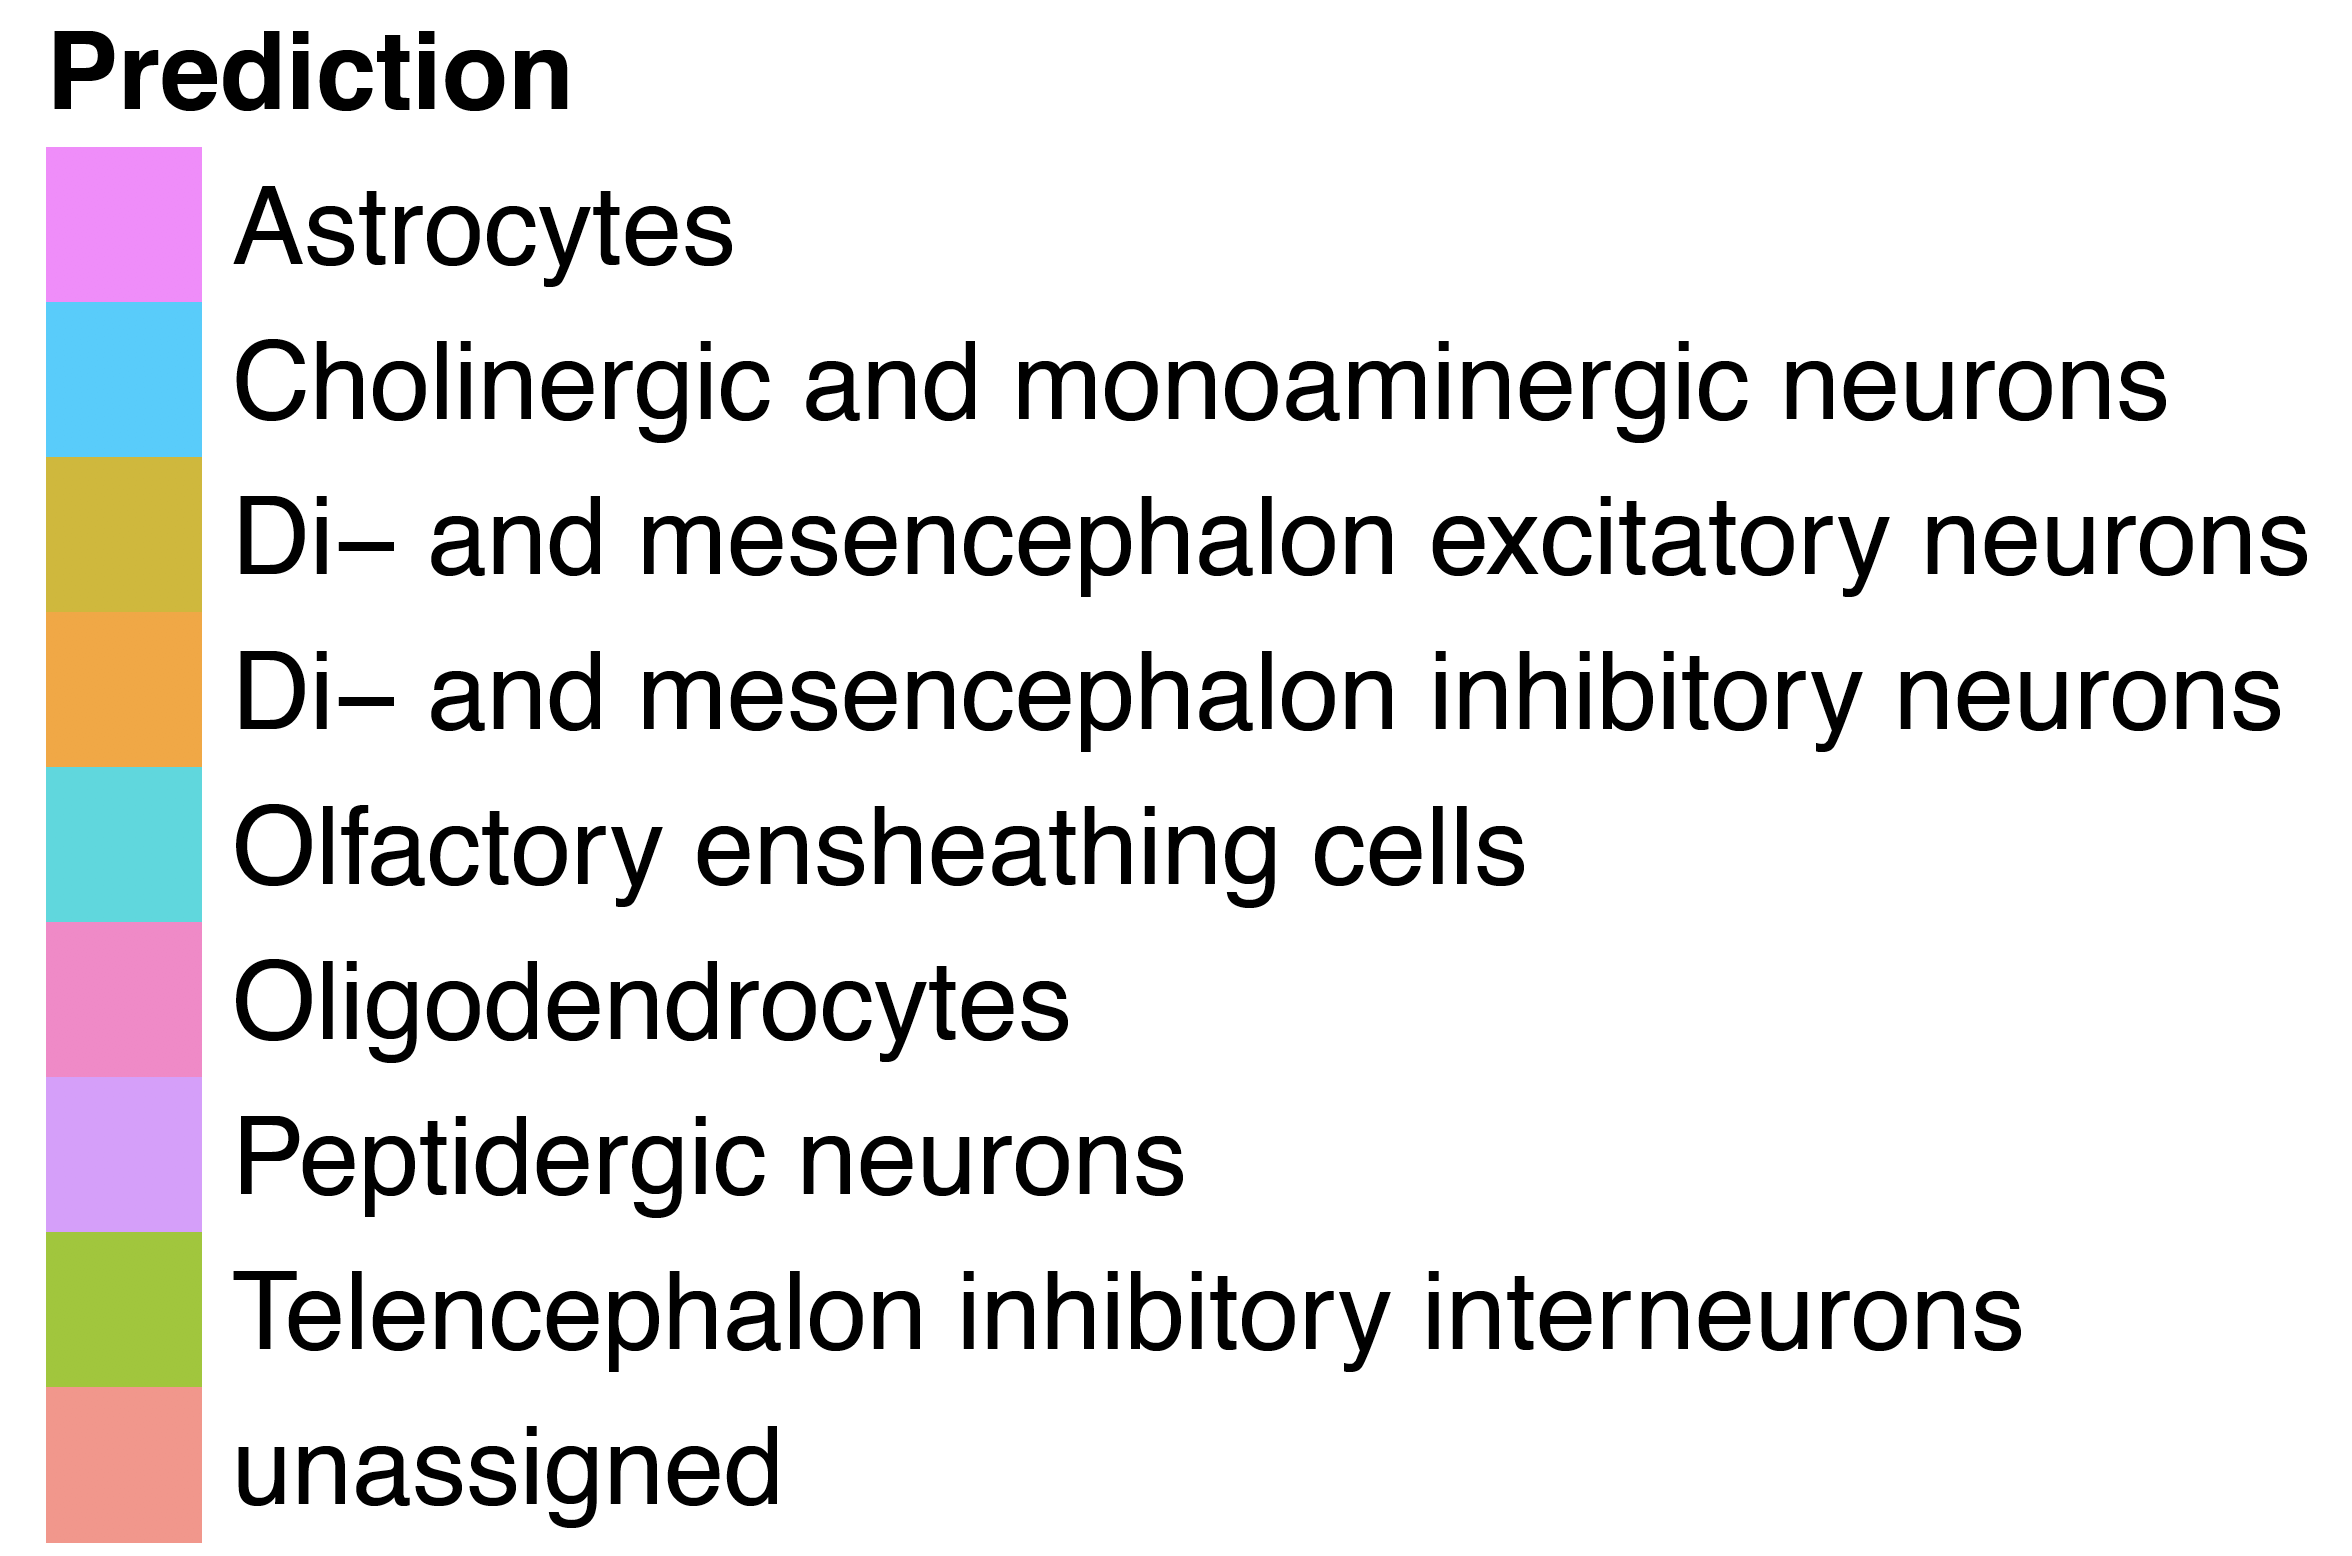 Prediction
Astrocytes
Cholinergic and monoaminergic neurons
Di– and mesencephalon excitatory neurons
Di– and mesencephalon inhibitory neurons
Olfactory ensheathing cells
Oligodendrocytes
Peptidergic neurons
Telencephalon inhibitory interneurons
unassigned